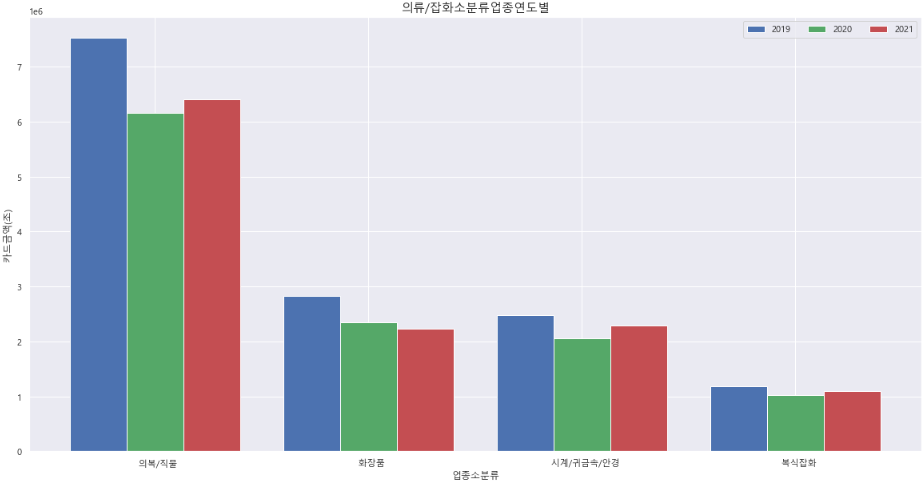 의류/잡화소분류업종연도별
1e6
2019
2020
2021
7
6
5
4
3
2
1
0
카드금액(조)
의복/직물
화장품
시계/귀금속/안경
복식잡화
업종소분류